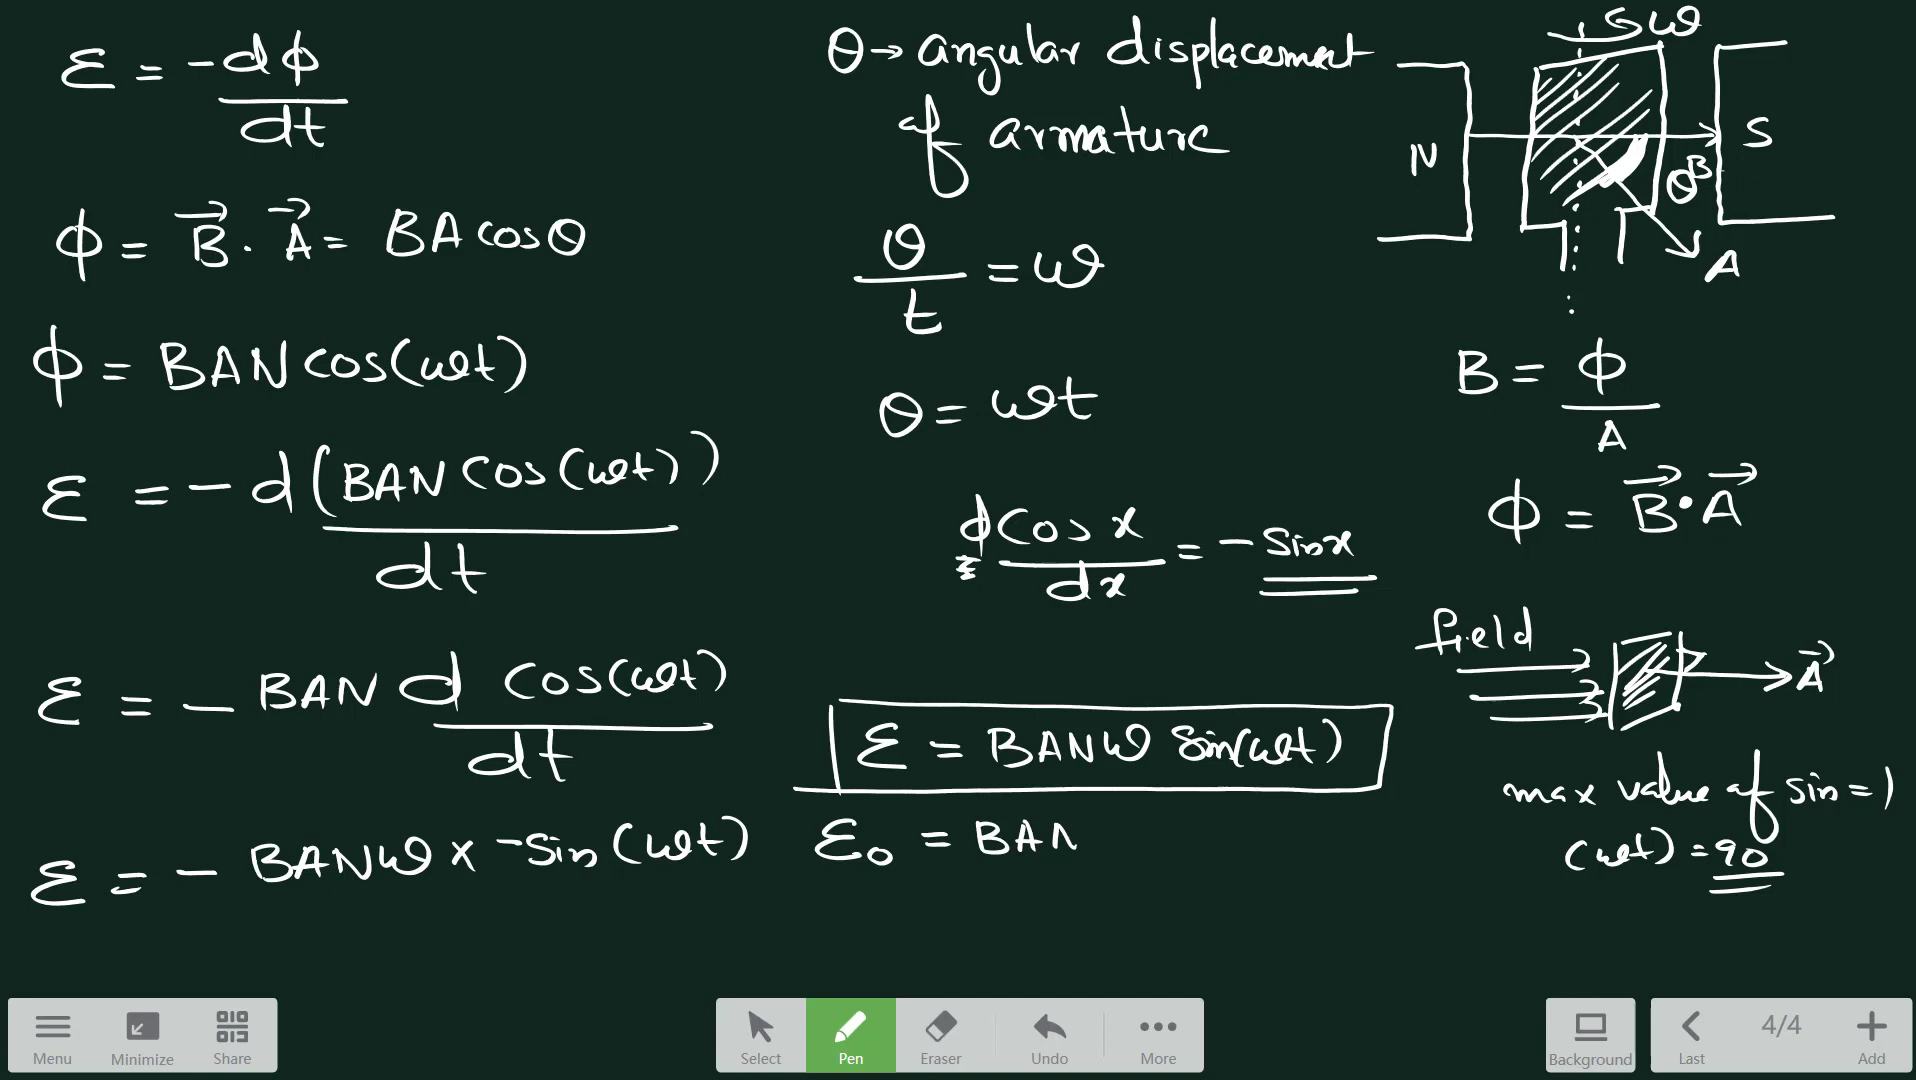 ε = -dφ/dt
φ = B⃗ . A⃗ = BA cosθ
φ = BAN cos(ωt)
ε = - d(BAN cos(ωt))/dt
ε = - BAN d cos(ωt)/dt
ε = - BANω x -sin(ωt)
θ → angular displacement
of armature
θ/t = ω
θ = ωt
d cos x/dx = - sin x
ε = BANω sin(ωt)
ε₀ = BAN
ω
N
S
θ
B
A
B = φ/A
φ = B⃗ · A⃗
field
A⃗
max value of sin = 1
(ωt) = 90
Menu
Minimize
Share
Select
Pen
Eraser
Undo
More
Background
Last
4/4
Add